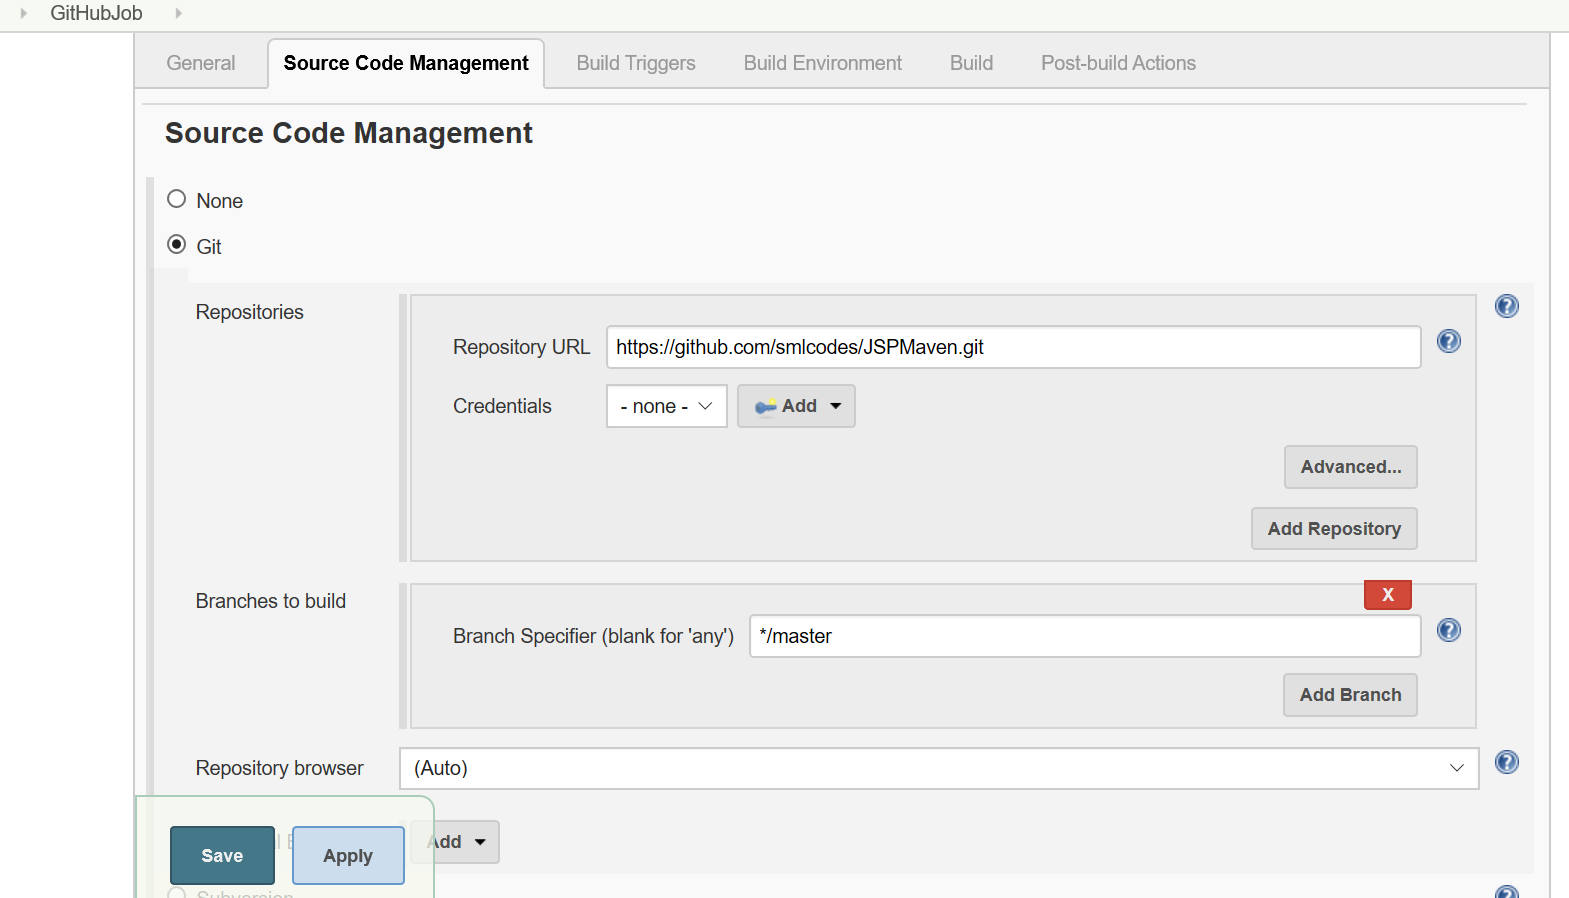 GitHubJob
General Source Code Management Build Triggers Build Environment Build Post-build Actions
Source Code Management
None
Git
Repositories
Repository URL https://github.com/smlcodes/JSPMaven.git
Credentials - none - Add
Advanced...
Add Repository
Branches to build
X
Branch Specifier (blank for 'any') */master
Add Branch
Repository browser (Auto)
Add
Save Apply
Subversion